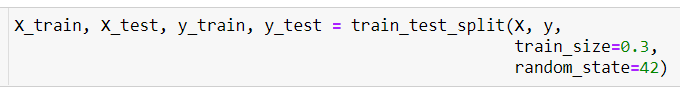 X_train, X_test, y_train, y_test = train_test_split(X, y,
train_size=0.3,
random_state=42)